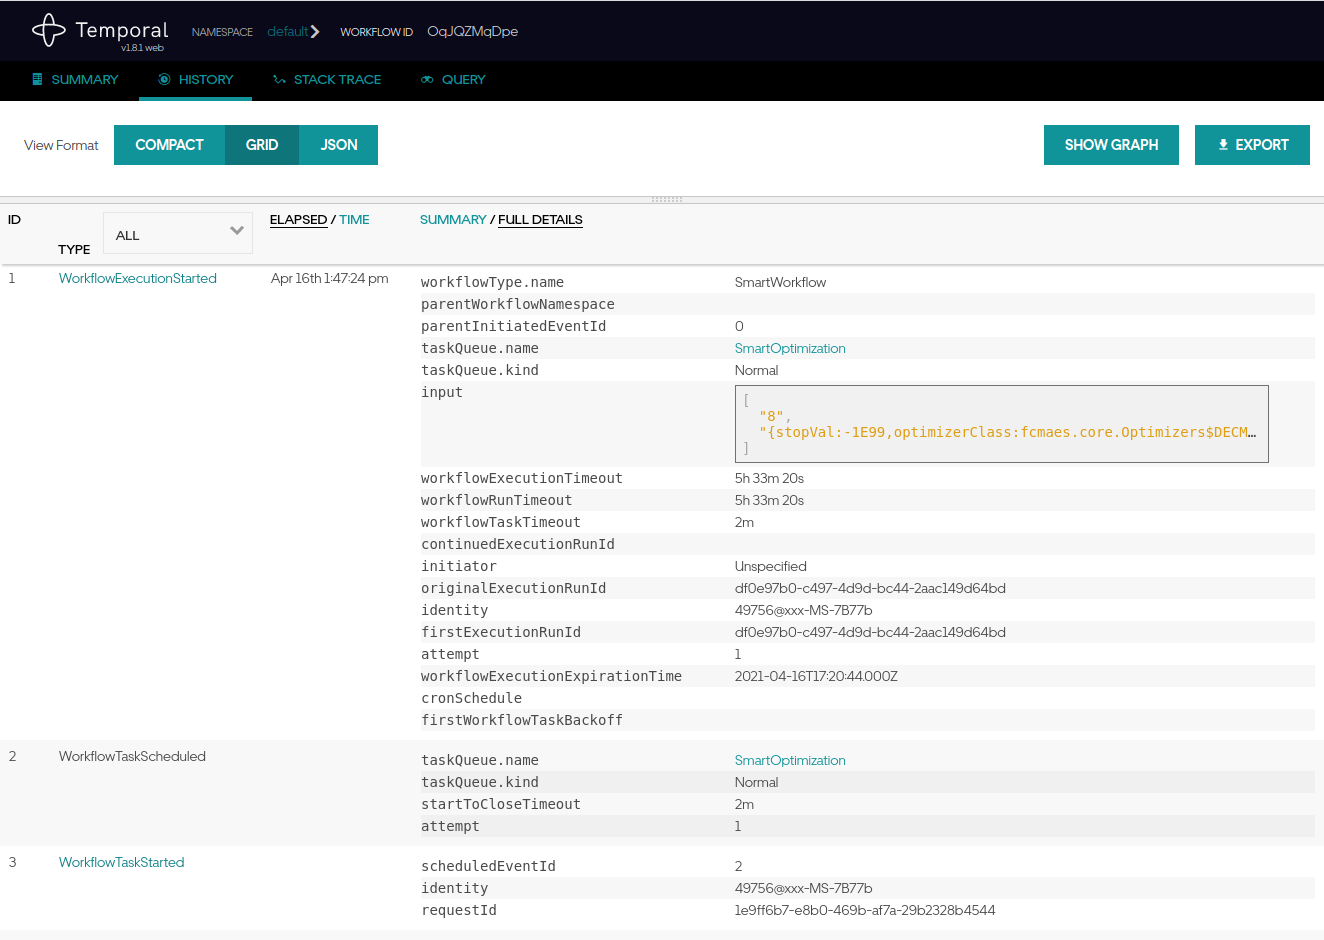 Temporal
v1.8.1 web
NAMESPACE default WORKFLOW ID OqJQZMqDpe
SUMMARY HISTORY STACK TRACE QUERY
View Format COMPACT GRID JSON SHOW GRAPH EXPORT
ID TYPE ALL ELAPSED / TIME SUMMARY / FULL DETAILS
1 WorkflowExecutionStarted Apr 16th 1:47:24 pm
workflowType.name SmartWorkflow
parentWorkflowNamespace
parentInitiatedEventId 0
taskQueue.name SmartOptimization
taskQueue.kind Normal
input [
"8",
"{stopVal:-1E99,optimizerClass:fcmaes.core.Optimizers$DECM…
]
workflowExecutionTimeout 5h 33m 20s
workflowRunTimeout 5h 33m 20s
workflowTaskTimeout 2m
continuedExecutionRunId
initiator Unspecified
originalExecutionRunId df0e97b0-c497-4d9d-bc44-2aac149d64bd
identity 49756@xxx-MS-7B77b
firstExecutionRunId df0e97b0-c497-4d9d-bc44-2aac149d64bd
attempt 1
workflowExecutionExpirationTime 2021-04-16T17:20:44.000Z
cronSchedule
firstWorkflowTaskBackoff
2 WorkflowTaskScheduled
taskQueue.name SmartOptimization
taskQueue.kind Normal
startToCloseTimeout 2m
attempt 1
3 WorkflowTaskStarted
scheduledEventId 2
identity 49756@xxx-MS-7B77b
requestId 1e9ff6b7-e8b0-469b-af7a-29b2328b4544